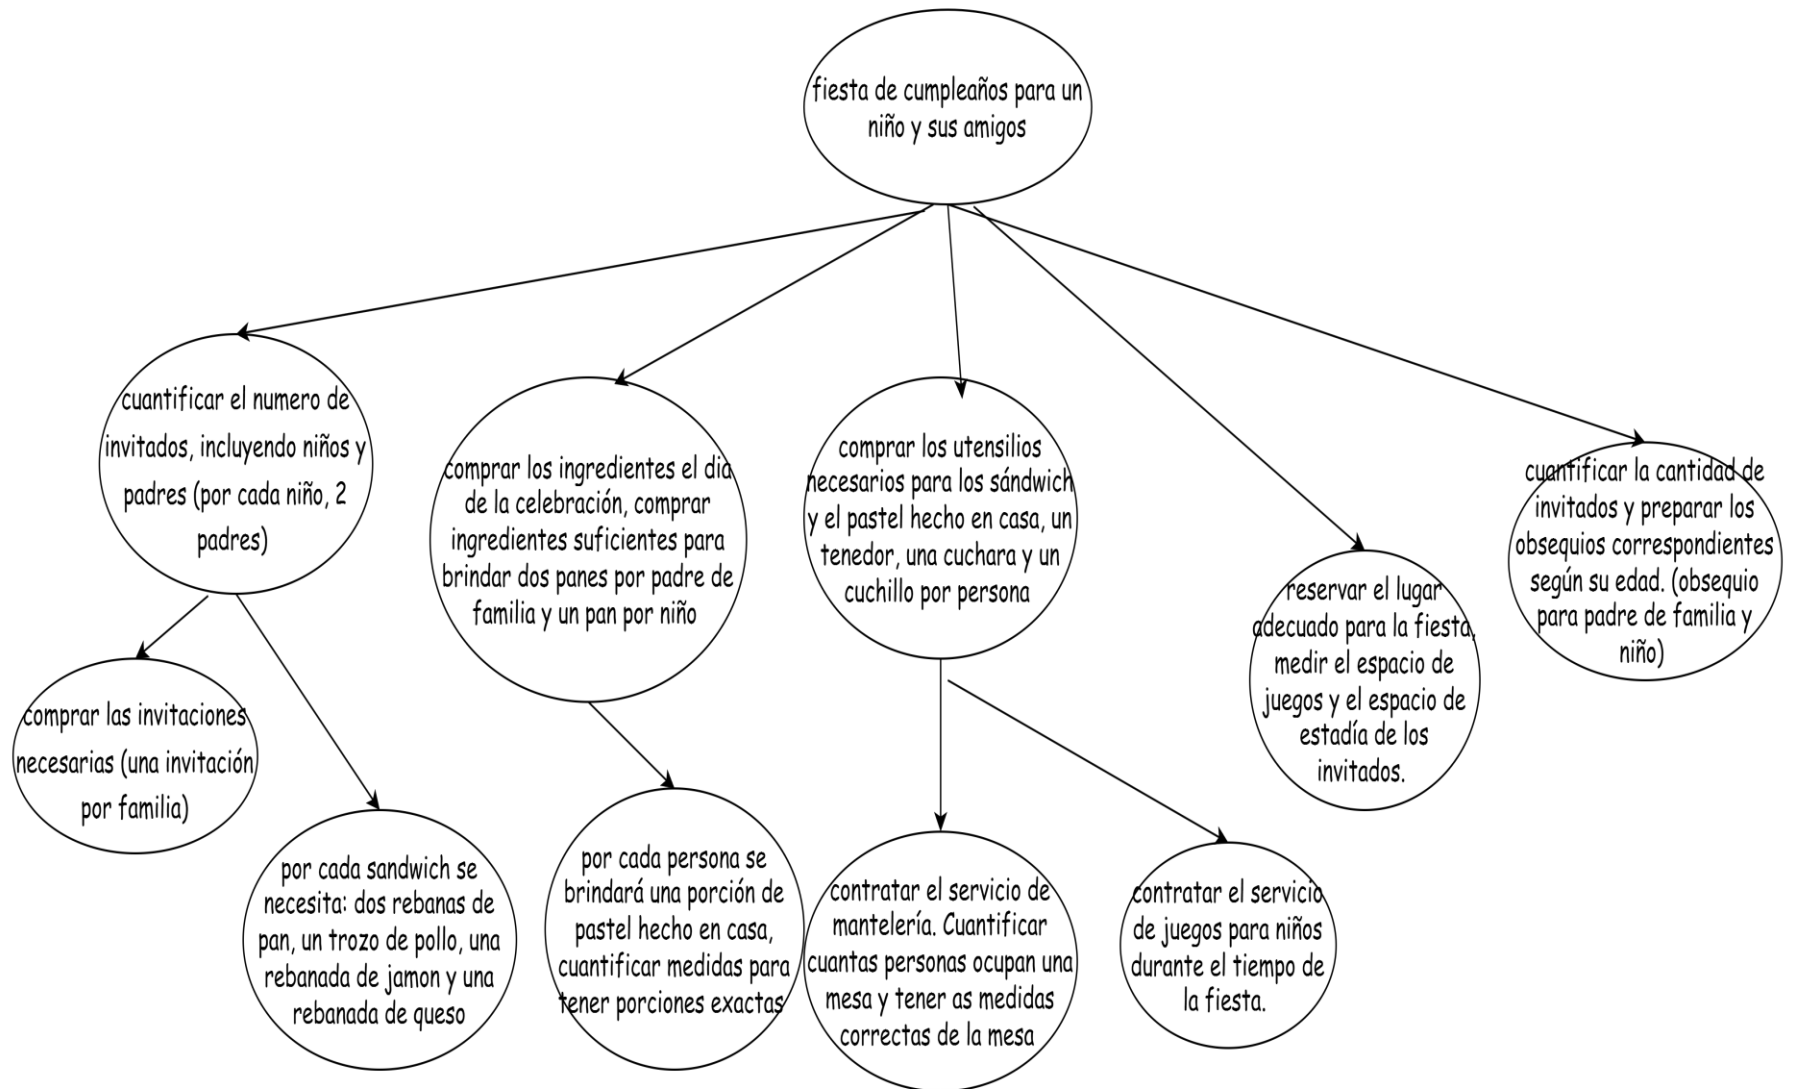 fiesta de cumpleaños para un
niño y sus amigos
cuantificar el numero de
invitados, incluyendo niños y
padres (por cada niño, 2
padres)
comprar los ingredientes el dia
de la celebración, comprar
ingredientes suficientes para
brindar dos panes por padre de
familia y un pan por niño
comprar los utensilios
necesarios para los sándwich
y el pastel hecho en casa, un
tenedor, una cuchara y un
cuchillo por persona
reservar el lugar
adecuado para la fiesta,
medir el espacio de
juegos y el espacio de
estadía de los
invitados.
cuantificar la cantidad de
invitados y preparar los
obsequios correspondientes
según su edad. (obsequio
para padre de familia y
niño)
comprar las invitaciones
necesarias (una invitación
por familia)
por cada sandwich se
necesita: dos rebanas de
pan, un trozo de pollo, una
rebanada de jamon y una
rebanada de queso
por cada persona se
brindará una porción de
pastel hecho en casa,
cuantificar medidas para
tener porciones exactas
contratar el servicio de
mantelería. Cuantificar
cuantas personas ocupan una
mesa y tener as medidas
correctas de la mesa
contratar el servicio
de juegos para niños
durante el tiempo de
la fiesta.